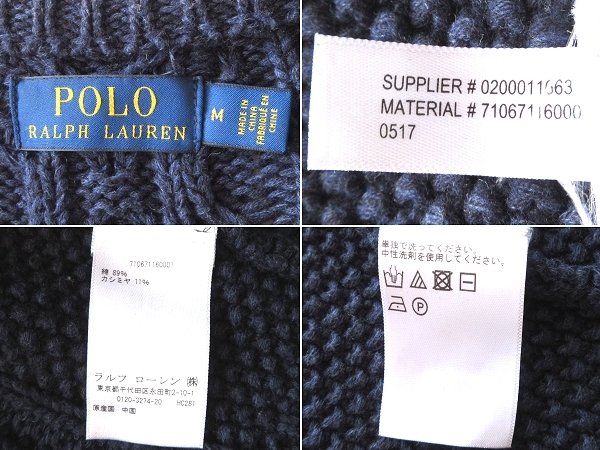 POLO
RALPH LAUREN
M
MADE IN
CHINA
FABRIQUÉ EN
CHINE
SUPPLIER # 0200011063
MATERIAL # 71067116000
0517
710671160001
綿 89%
カシミヤ 11%
ラルフ ローレン ㈱
東京都千代田区永田町2-10-1
0120-3274-20 HC281
原産国 中国
単独で洗ってください。
中性洗剤を使用してください。